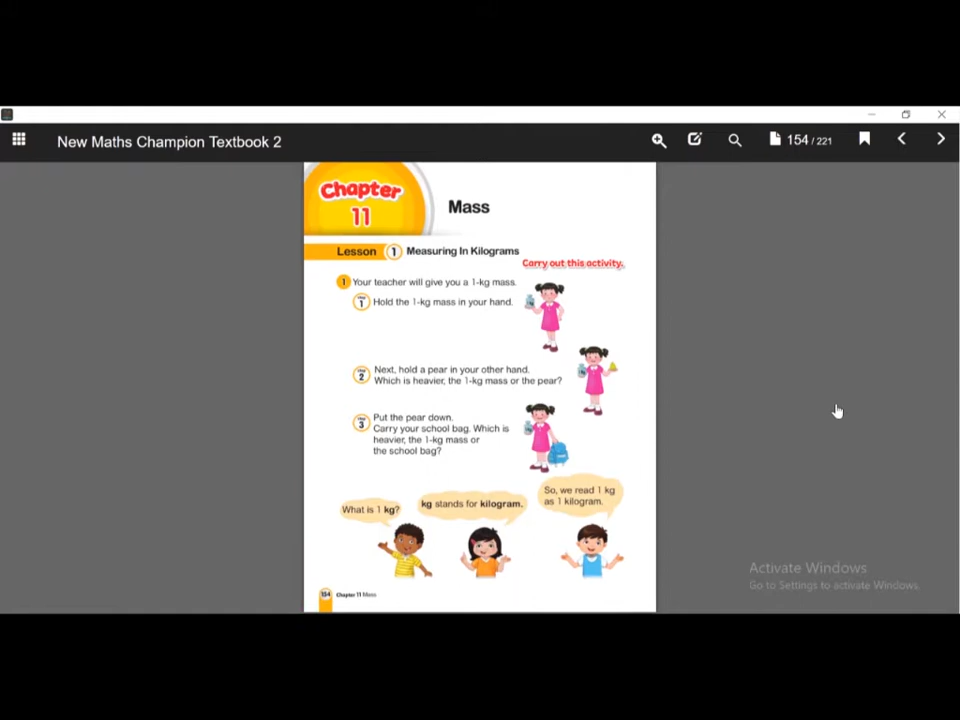 New Maths Champion Textbook 2
154 / 221
Chapter
11
Mass
Lesson 1 Measuring In Kilograms
Carry out this activity.
1 Your teacher will give you a 1-kg mass.
Step 1 Hold the 1-kg mass in your hand.
Step 2 Next, hold a pear in your other hand.
Which is heavier, the 1-kg mass or the pear?
Step 3 Put the pear down.
Carry your school bag. Which is
heavier, the 1-kg mass or
the school bag?
What is 1 kg?
kg stands for kilogram.
So, we read 1 kg
as 1 kilogram.
154 Chapter 11 Mass
Activate Windows
Go to Settings to activate Windows.